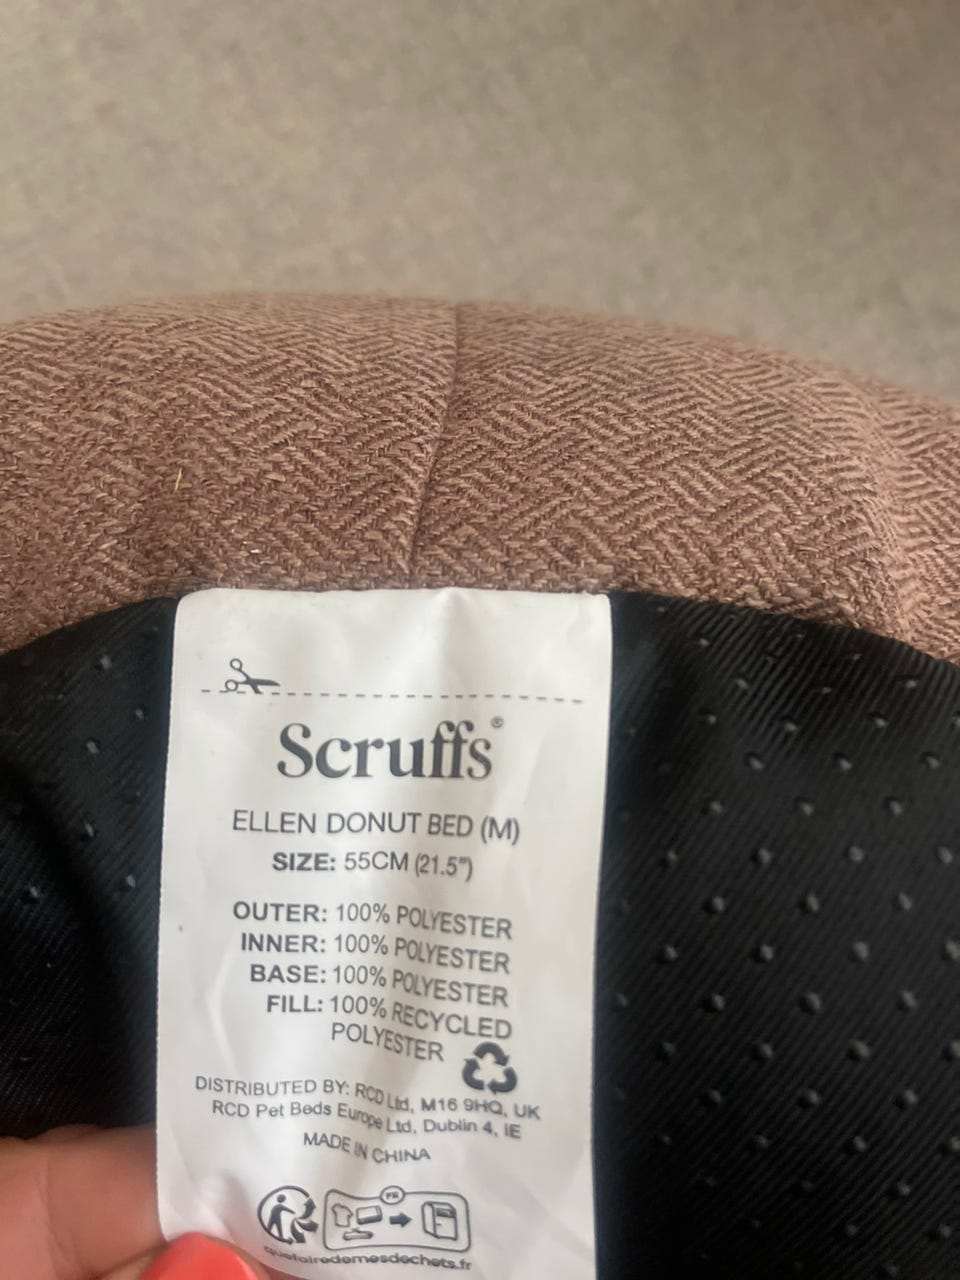 Scruffs®
ELLEN DONUT BED (M)
SIZE: 55CM (21.5")
OUTER: 100% POLYESTER
INNER: 100% POLYESTER
BASE: 100% POLYESTER
FILL: 100% RECYCLED
POLYESTER
DISTRIBUTED BY: RCD Ltd, M16 9HQ, UK
RCD Pet Beds Europe Ltd, Dublin 4, IE
MADE IN CHINA
FR
quefairedemesdechets.fr